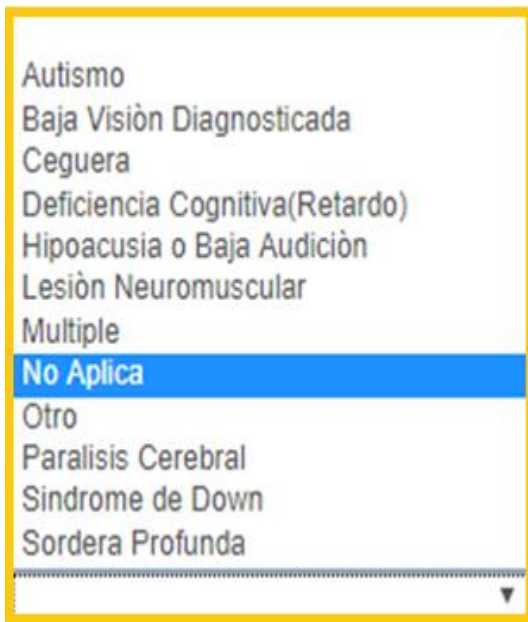 Autismo
Baja Visiòn Diagnosticada
Ceguera
Deficiencia Cognitiva(Retardo)
Hipoacusia o Baja Audiciòn
Lesiòn Neuromuscular
Multiple
No Aplica
Otro
Paralisis Cerebral
Sindrome de Down
Sordera Profunda